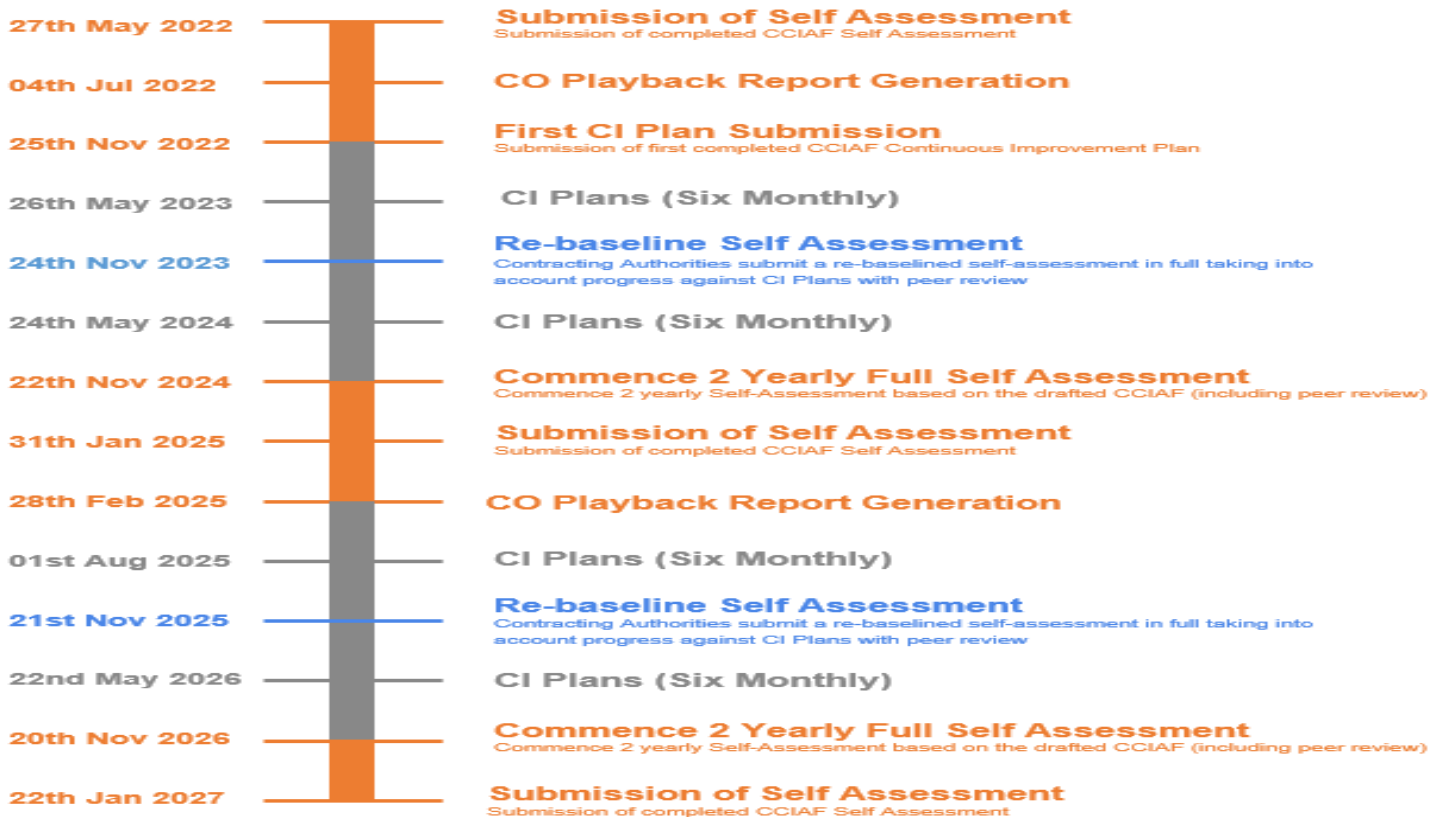 27th May 2022
Submission of Self Assessment
Submission of completed CCIAF Self Assessment
04th Jul 2022
CO Playback Report Generation
25th Nov 2022
First CI Plan Submission
Submission of first completed CCIAF Continuous Improvement Plan
26th May 2023
CI Plans (Six Monthly)
24th Nov 2023
Re-baseline Self Assessment
Contracting Authorities submit a re-baselined self-assessment in full taking into
account progress against CI Plans with peer review
24th May 2024
CI Plans (Six Monthly)
22th Nov 2024
Commence 2 Yearly Full Self Assessment
Commence 2 yearly Self-Assessment based on the drafted CCIAF (including peer review)
31th Jan 2025
Submission of Self Assessment
Submission of completed CCIAF Self Assessment
28th Feb 2025
CO Playback Report Generation
01st Aug 2025
CI Plans (Six Monthly)
21st Nov 2025
Re-baseline Self Assessment
Contracting Authorities submit a re-baselined self-assessment in full taking into
account progress against CI Plans with peer review
22nd May 2026
CI Plans (Six Monthly)
20th Nov 2026
Commence 2 Yearly Full Self Assessment
Commence 2 yearly Self-Assessment based on the drafted CCIAF (including peer review)
22th Jan 2027
Submission of Self Assessment
Submission of completed CCIAF Self Assessment